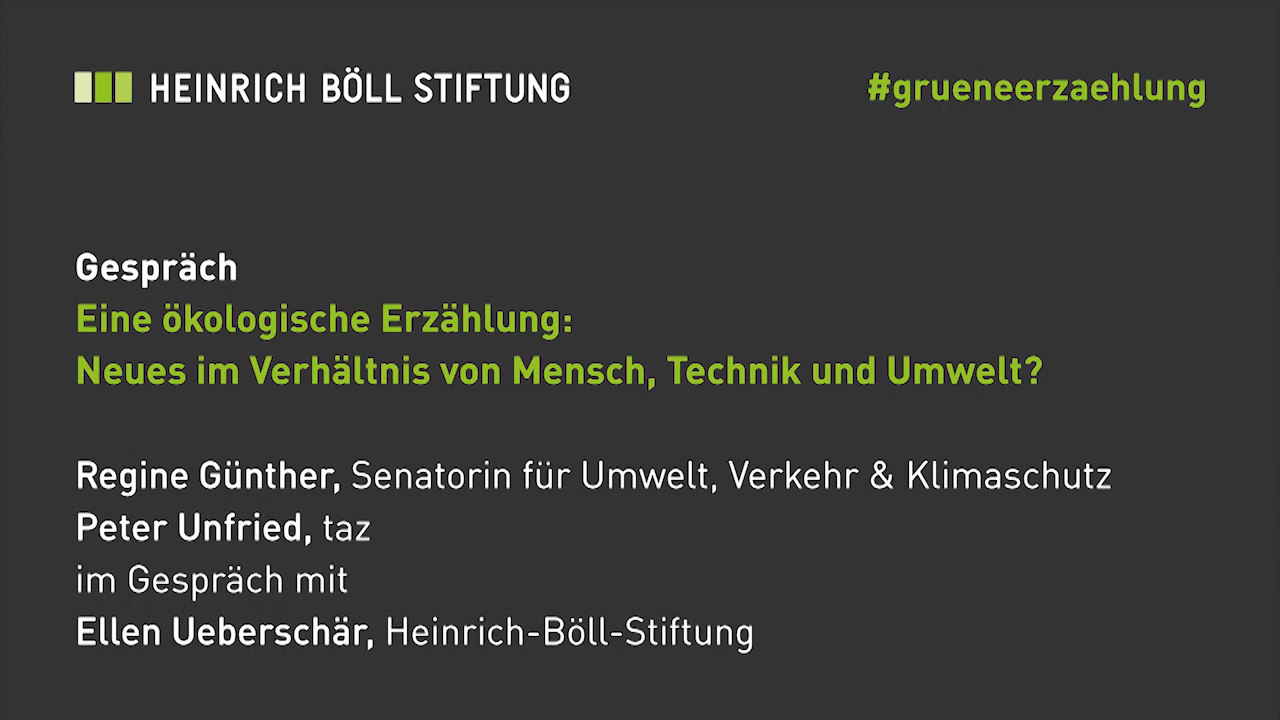 HEINRICH BÖLL STIFTUNG
#grueneerzaehlung
Gespräch
Eine ökologische Erzählung:
Neues im Verhältnis von Mensch, Technik und Umwelt?
Regine Günther, Senatorin für Umwelt, Verkehr & Klimaschutz
Peter Unfried, taz
im Gespräch mit
Ellen Ueberschär, Heinrich-Böll-Stiftung